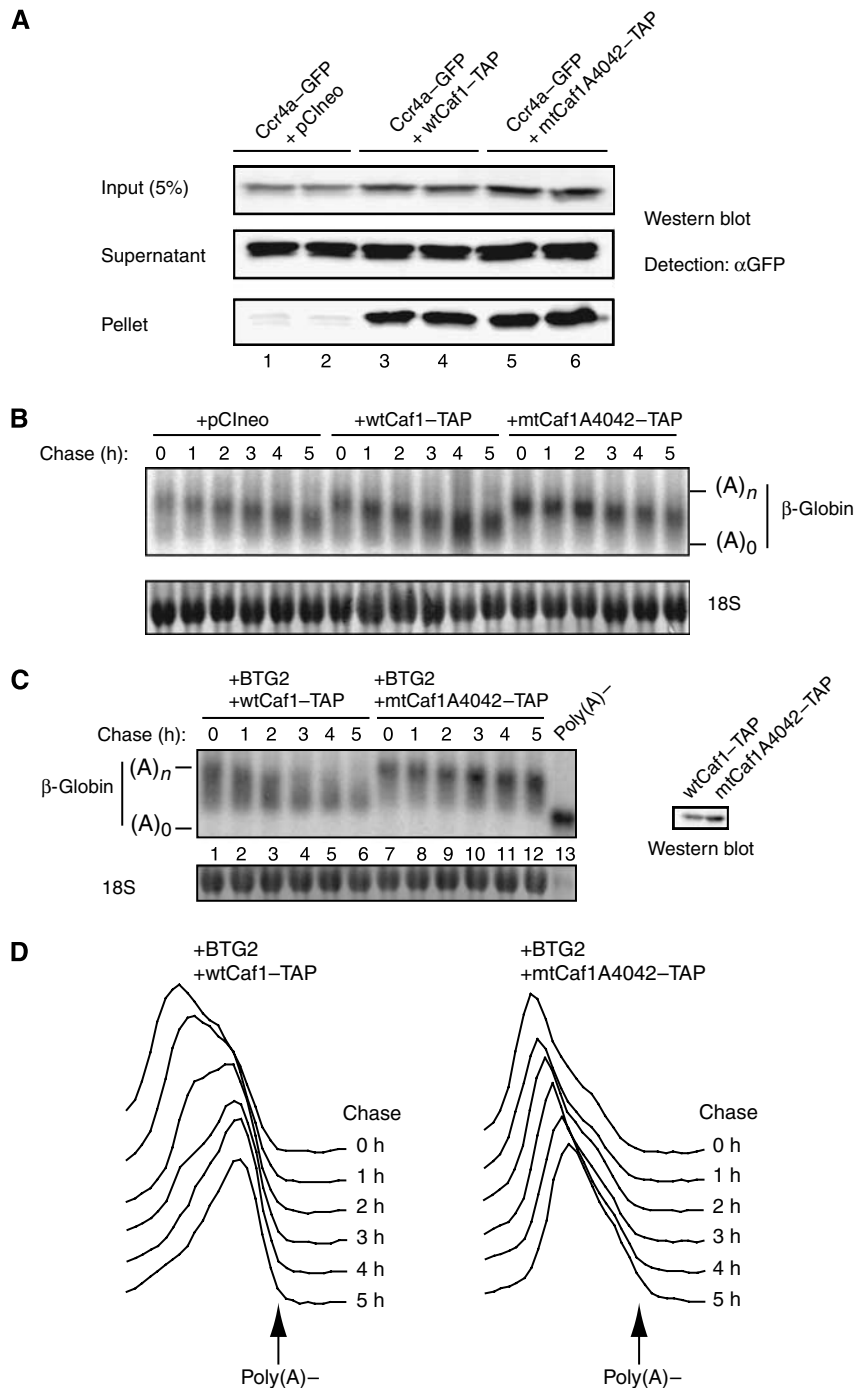 A
Ccr4a–GFP
+ pCIneo
Ccr4a–GFP
+ wtCaf1–TAP
Ccr4a–GFP
+ mtCaf1A4042–TAP
Input (5%)
Supernatant
Pellet
Western blot
Detection: αGFP
1 2 3 4 5 6
B
+pCIneo +wtCaf1–TAP +mtCaf1A4042–TAP
Chase (h): 0 1 2 3 4 5 0 1 2 3 4 5 0 1 2 3 4 5
(A)n
β-Globin
(A)0
18S
C
+BTG2
+wtCaf1–TAP
+BTG2
+mtCaf1A4042–TAP
Poly(A)–
Chase (h): 0 1 2 3 4 5 0 1 2 3 4 5
β-Globin
(A)n
(A)0
1 2 3 4 5 6 7 8 9 10 11 12 13
18S
wtCaf1–TAP
mtCaf1A4042–TAP
Western blot
D
+BTG2
+wtCaf1–TAP
Chase
0 h
1 h
2 h
3 h
4 h
5 h
Poly(A)–
+BTG2
+mtCaf1A4042–TAP
Chase
0 h
1 h
2 h
3 h
4 h
5 h
Poly(A)–